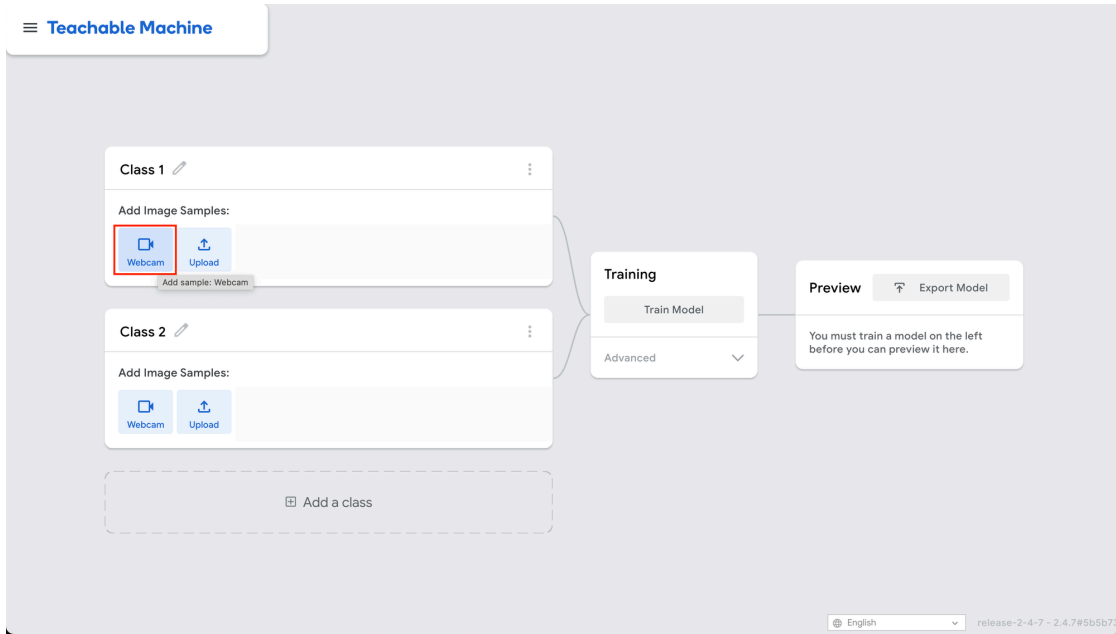 Teachable Machine
Class 1
Add Image Samples:
Webcam
Upload
Add sample: Webcam
Class 2
Add Image Samples:
Webcam
Upload
Add a class
Training
Train Model
Advanced
Preview
Export Model
You must train a model on the left
before you can preview it here.
English
release-2-4-7 - 2.4.7#5b5b7